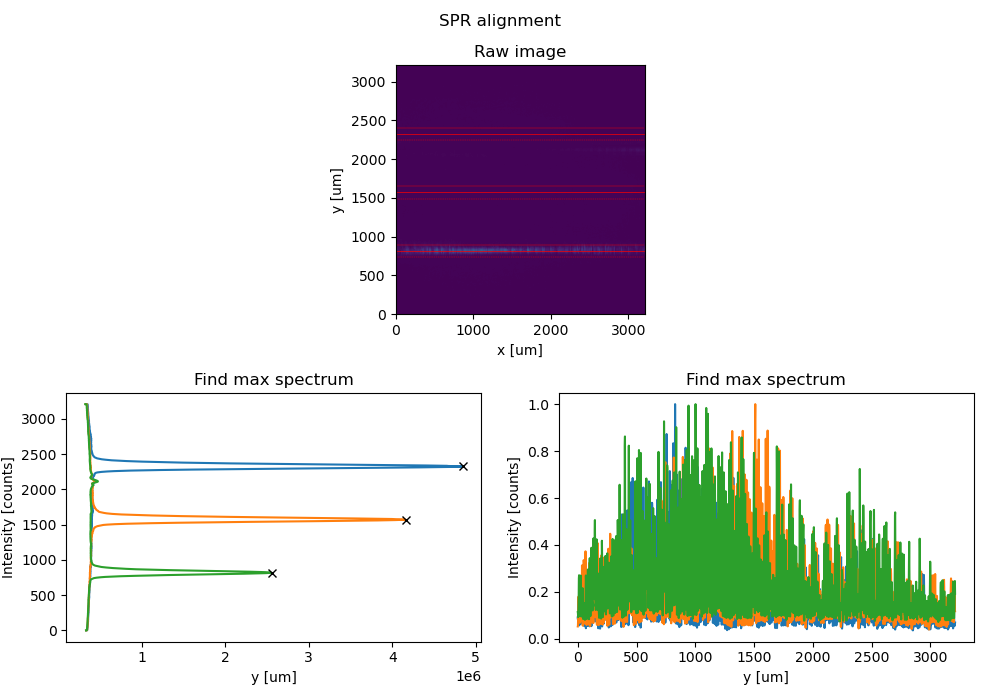 SPR alignment
Raw image
3000
2500
2000
1500
1000
500
0
y [um]
0 1000 2000 3000
x [um]
Find max spectrum
3000
2500
2000
1500
1000
500
0
Intensity [counts]
1 2 3 4 5
1e6
y [um]
Find max spectrum
1.0
0.8
0.6
0.4
0.2
0.0
Intensity [counts]
0 500 1000 1500 2000 2500 3000
y [um]